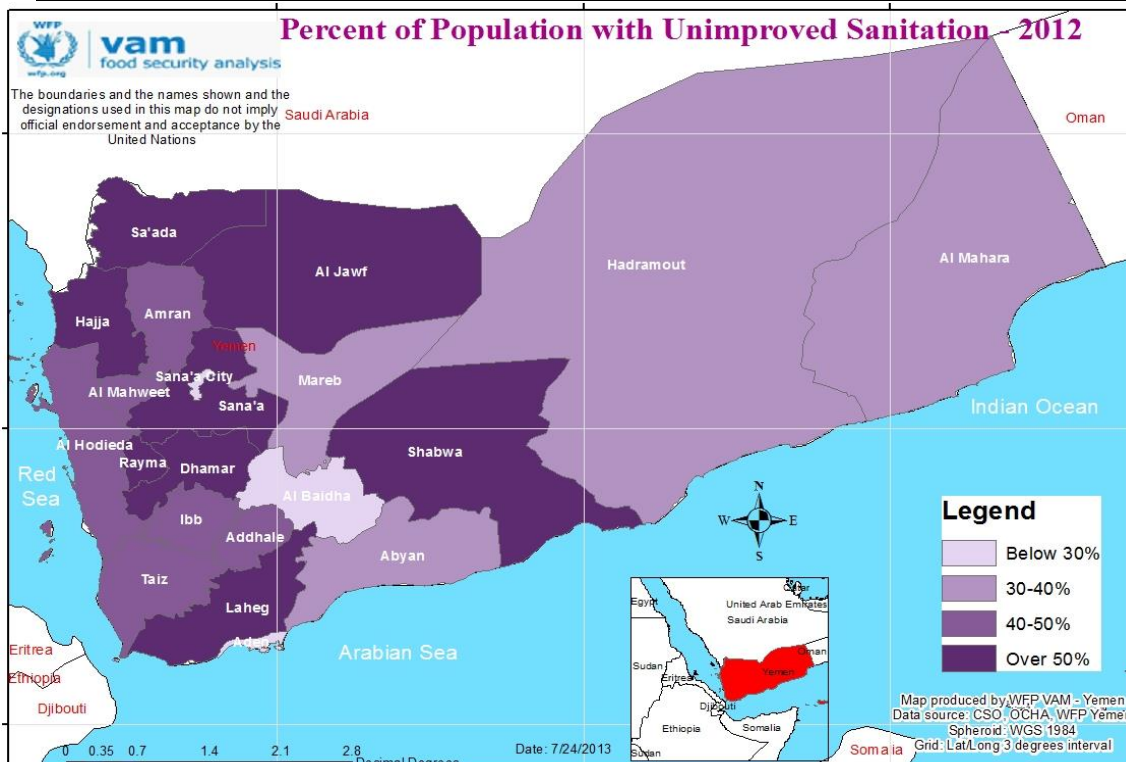 Percent of Population with Unimproved Sanitation - 2012
WFP
wfp.org
vam
food security analysis
The boundaries and the names shown and the
designations used in this map do not imply
official endorsement and acceptance by the
United Nations
Saudi Arabia
Oman
Sa'ada
Al Jawf
Hadramout
Al Mahara
Hajja
Amran
Yemen
Sana'a City
Mareb
Al Mahweet
Sana'a
Indian Ocean
Al Hodieda
Rayma
Dhamar
Shabwa
Red
Sea
Al Baidha
Ibb
Addhale
Abyan
Taiz
Laheg
Aden
Arabian Sea
Eritrea
Ethiopia
Djibouti
N
W
E
S
Legend
Below 30%
30-40%
40-50%
Over 50%
Qatar
Egypt
United Arab Emirates
Saudi Arabia
Oman
Sudan
Yemen
Eritrea
Djibouti
Ethiopia
Somalia
Sudan
Map produced by WFP VAM - Yemen
Data source: CSO, OCHA, WFP Yemen
Spheroid: WGS 1984
Grid: Lat/Long 3 degrees interval
Somalia
0 0.35 0.7 1.4 2.1 2.8
Decimal Degrees
Date: 7/24/2013